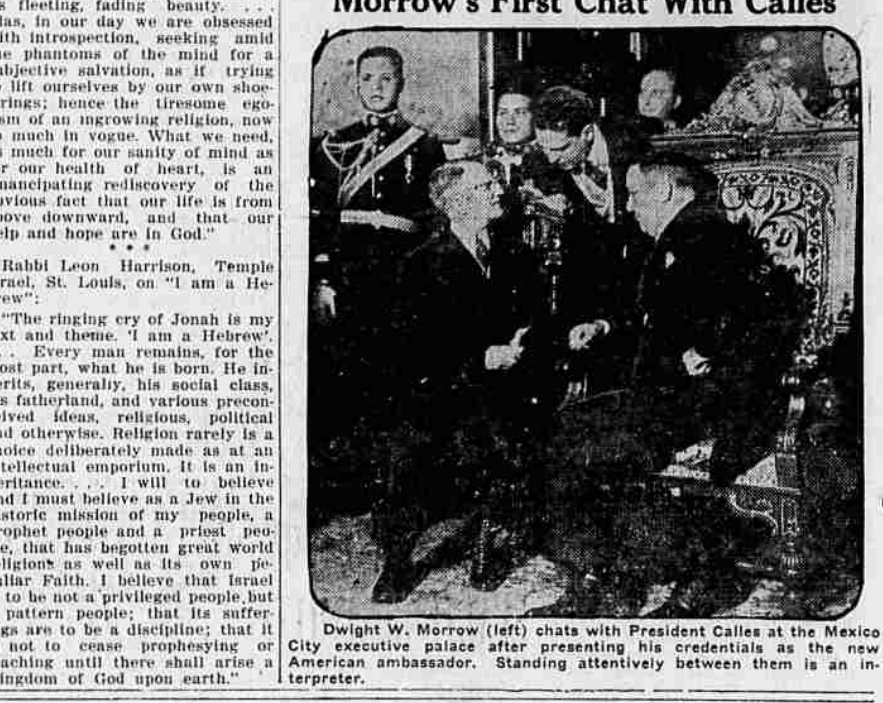 s fleeting, fading beauty. . . .
las, in our day we are obsessed
ith introspection, seeking amid
e phantoms of the mind for a
bjective salvation, as if trying
lift ourselves by our own shoe-
rings; hence the tiresome ego-
sm of an ingrowing religion, now
much in vogue. What we need,
s much for our sanity of mind as
r our health of heart, is an
mancipating rediscovery of the
vious fact that our life is from
ove downward, and that our
elp and hope are in God."
* * *
Rabbi Leon Harrison, Temple
rael, St. Louis, on "I am a He-
rew":
"The ringing cry of Jonah is my
xt and theme. 'I am a Hebrew'.
. . Every man remains, for the
ost part, what he is born. He in-
erits, generally, his social class,
s fatherland, and various precon-
eived ideas, religious, political
nd otherwise. Religion rarely is a
hoice deliberately made as at an
tellectual emporium. It is an in-
eritance. . . . I will to believe
nd I must believe as a Jew in the
istoric mission of my people, a
rophet people and a priest peo-
e, that has begotten great world
eligions as well as its own pe-
uliar Faith. I believe that Israel
to be not a privileged people but
pattern people; that its suffer-
gs are to be a discipline; that it
not to cease prophesying or
aching until there shall arise a
ingdom of God upon earth."
Morrow's First Chat With Calles
Dwight W. Morrow (left) chats with President Calles at the Mexico
City executive palace after presenting his credentials as the new
American ambassador. Standing attentively between them is an in-
terpreter.